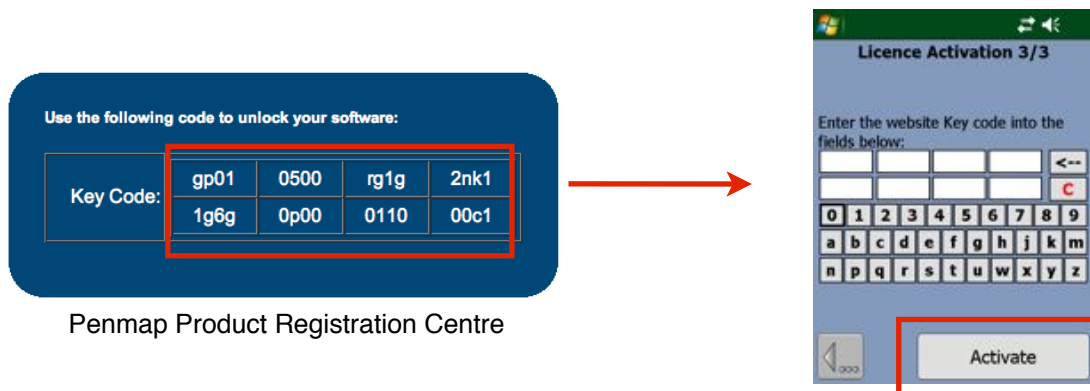 Use the following code to unlock your software:
Key Code:
gp01 0500 rg1g 2nk1
1g6g 0p00 0110 00c1
Penmap Product Registration Centre
Licence Activation 3/3
Enter the website Key code into the
fields below:
<--
C
0 1 2 3 4 5 6 7 8 9
a b c d e f g h j k m
n p q r s t u w x y z
Activate